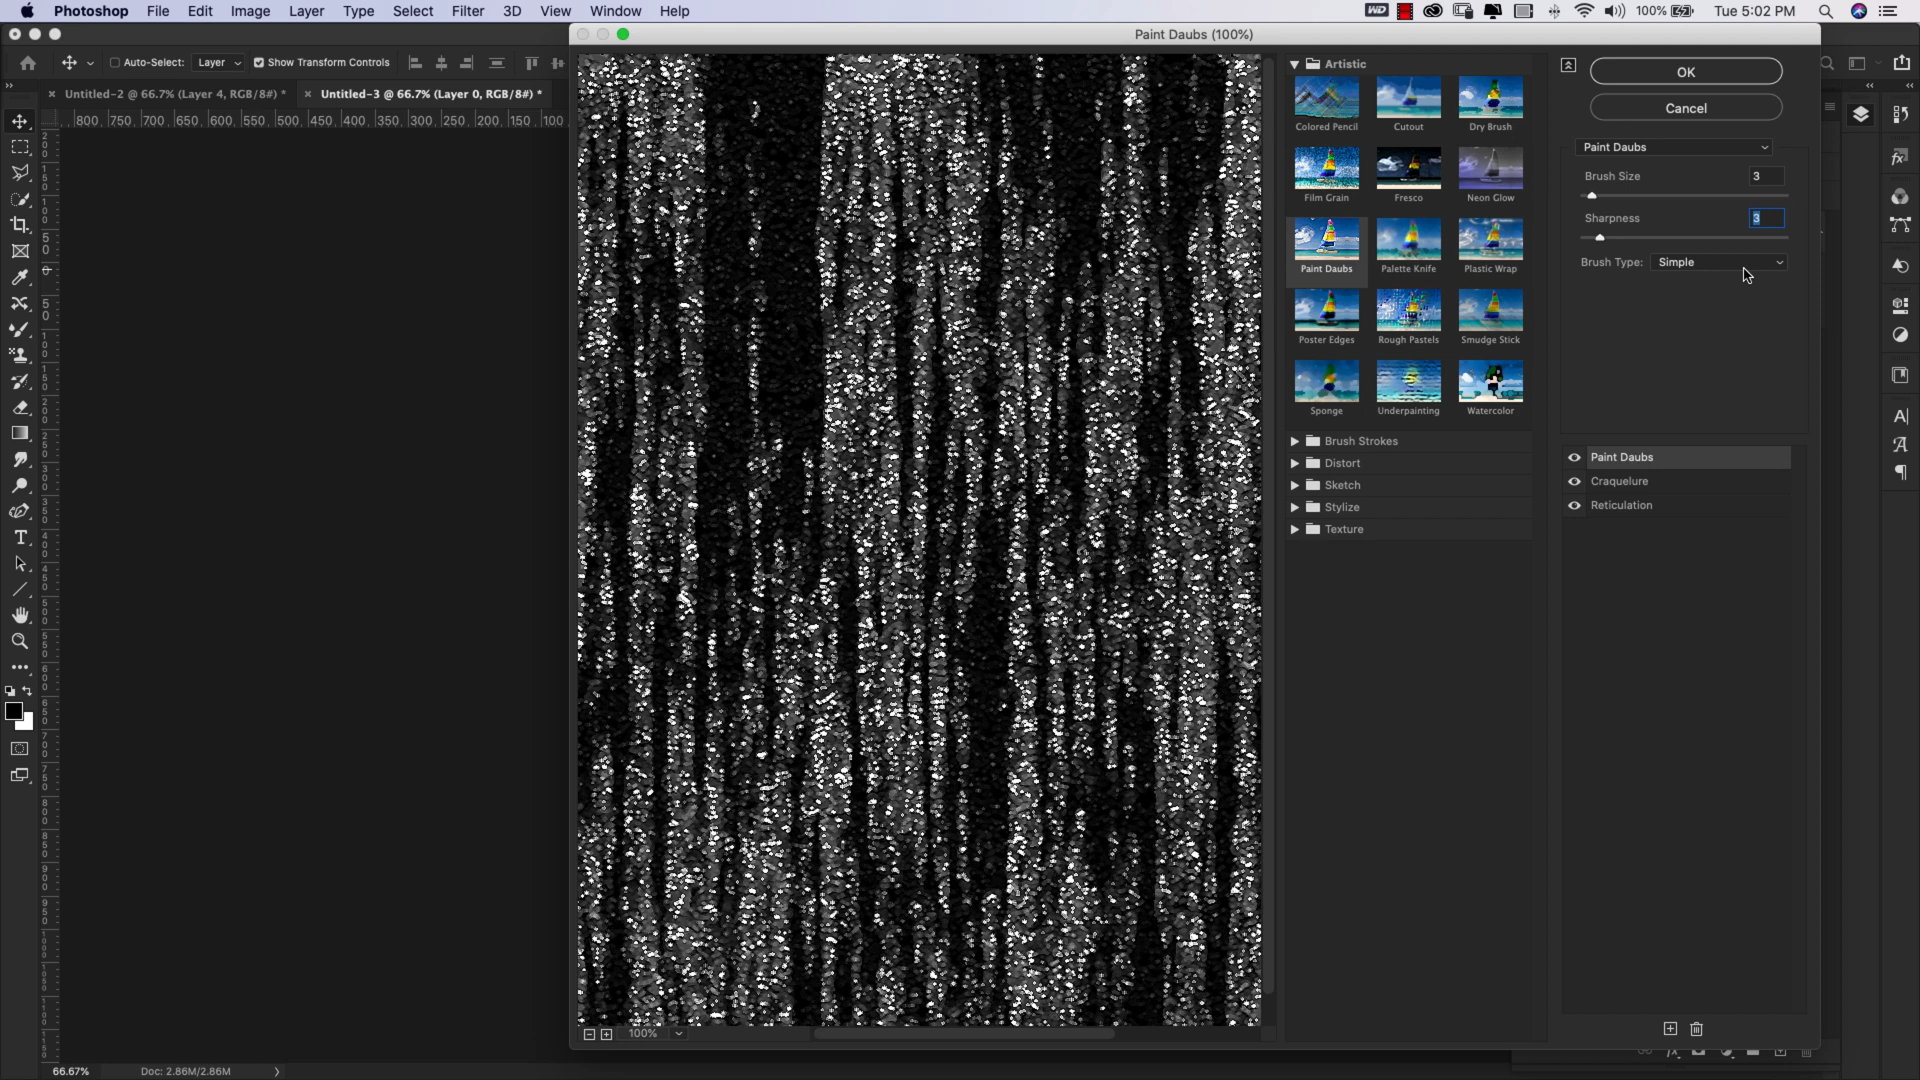 Photoshop File Edit Image Layer Type Select Filter 3D View Window Help
100% Tue 5:02 PM
Paint Daubs (100%)
Auto-Select: Layer Show Transform Controls
Untitled-2 @ 66.7% (Layer 4, RGB/8#) * Untitled-3 @ 66.7% (Layer 0, RGB/8#) *
800 750 700 650 600 550 500 450 400 350 300 250 200 150 100
Artistic
Colored Pencil Cutout Dry Brush
Film Grain Fresco Neon Glow
Paint Daubs Palette Knife Plastic Wrap
Poster Edges Rough Pastels Smudge Stick
Sponge Underpainting Watercolor
Brush Strokes
Distort
Sketch
Stylize
Texture
OK
Cancel
Paint Daubs
Brush Size 3
Sharpness 3
Brush Type: Simple
Paint Daubs
Craquelure
Reticulation
100%
66.67% Doc: 2.86M/2.86M